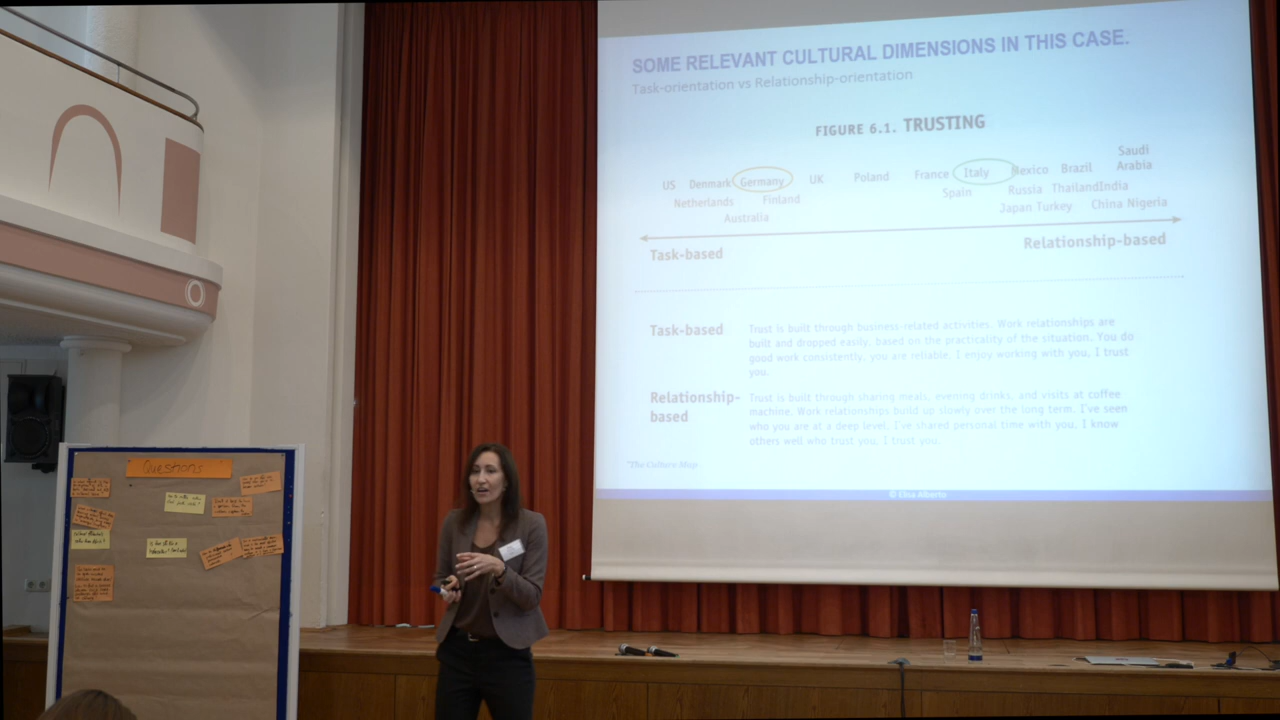 SOME RELEVANT CULTURAL DIMENSIONS IN THIS CASE.
Task-orientation vs Relationship-orientation
FIGURE 6.1. TRUSTING
Saudi
US Denmark Germany UK Poland France Italy Mexico Brazil Arabia
Netherlands Finland Spain Russia Thailand India
Australia Japan Turkey China Nigeria
Task-based Relationship-based
Task-based Trust is built through business-related activities. Work relationships are
built and dropped easily, based on the practicality of the situation. You do
good work consistently, you are reliable, I enjoy working with you, I trust
you.
Relationship- Trust is built through sharing meals, evening drinks, and visits at coffee
based machine. Work relationships build up slowly over the long term. I've seen
who you are at a deep level, I've shared personal time with you, I know
others well who trust you, I trust you.
"The Culture Map
© Elisa Alberto
Questions